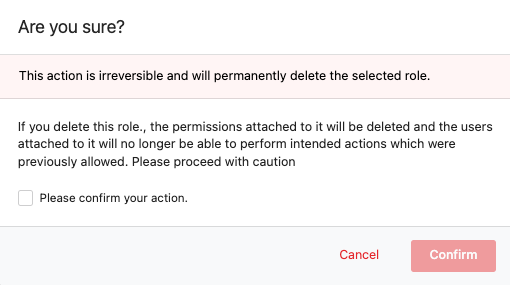 Are you sure?
This action is irreversible and will permanently delete the selected role.
If you delete this role., the permissions attached to it will be deleted and the users
attached to it will no longer be able to perform intended actions which were
previously allowed. Please proceed with caution
Please confirm your action.
Cancel
Confirm